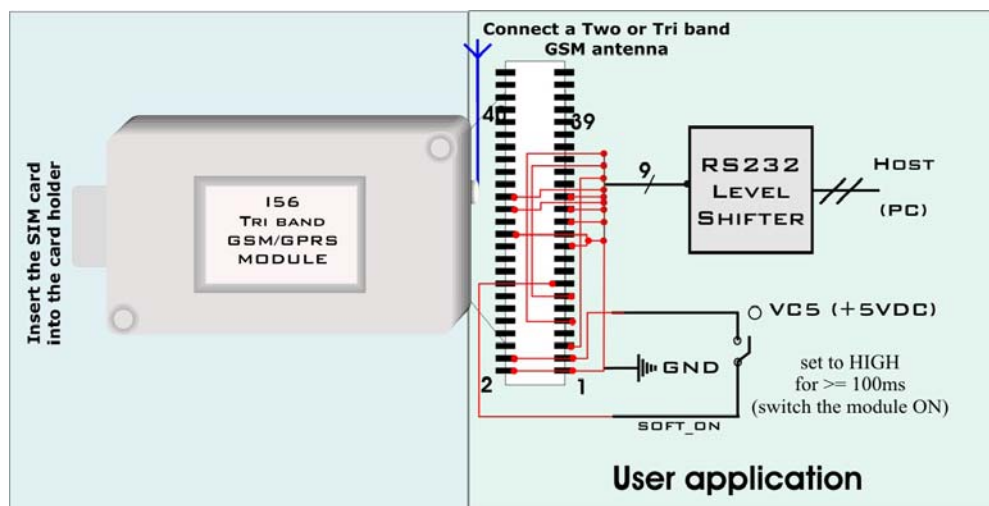 Connect a Two or Tri band
GSM antenna
Insert the SIM card
into the card holder
I56
TRI BAND
GSM/GPRS
MODULE
40
39
9
RS232
LEVEL
SHIFTER
HOST
(PC)
VC5 (+5VDC)
GND
set to HIGH
for >= 100ms
(switch the module ON)
2
1
SOFT_ON
User application